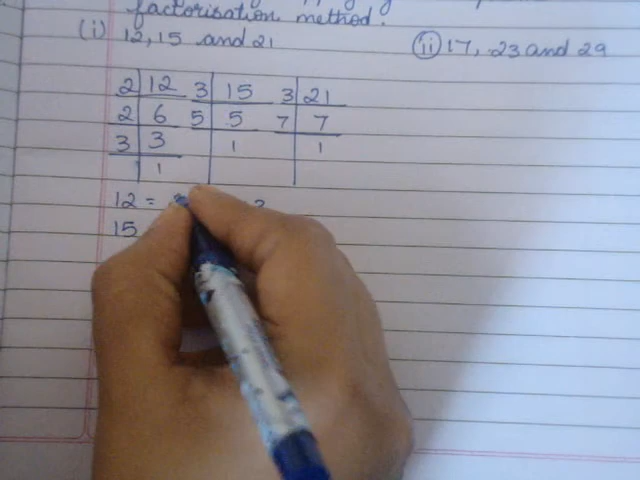 factorisation method.
(i) 12, 15 and 21 (ii) 17, 23 and 29
2 12 3 15 3 21
2 6 5 5 7 7
3 3 1 1
1
12 = 2
15